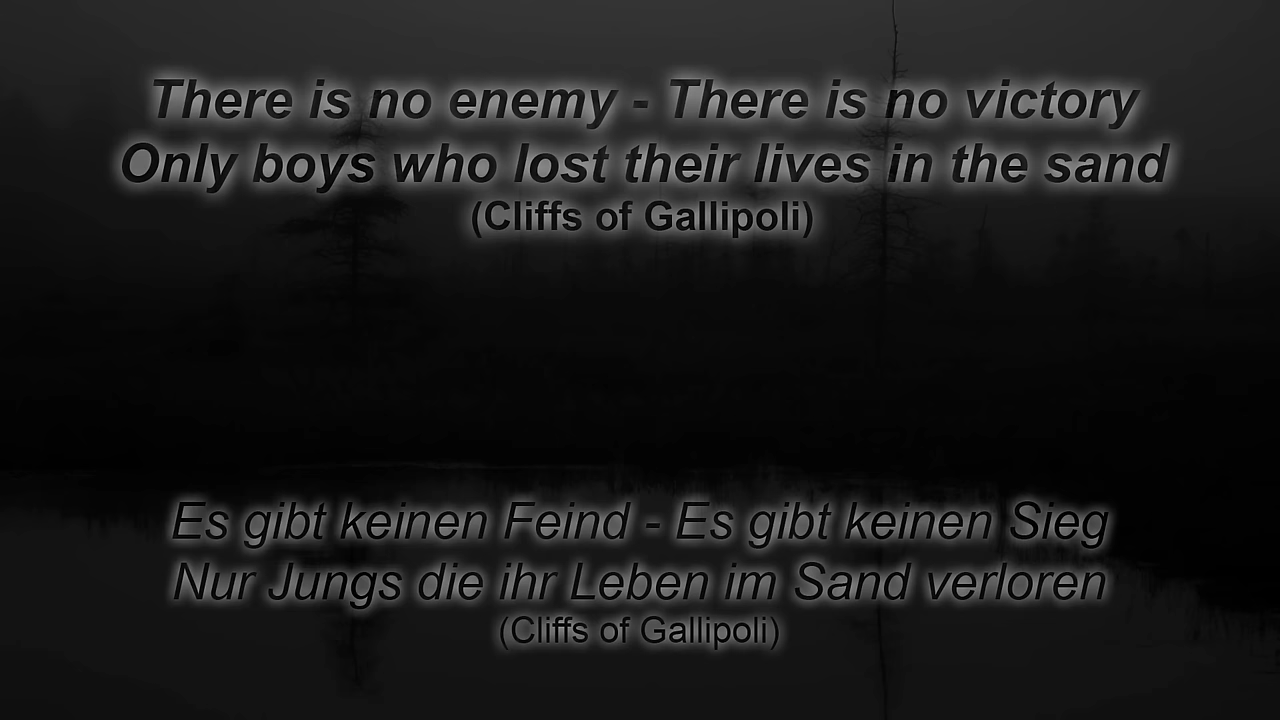 There is no enemy - There is no victory
Only boys who lost their lives in the sand
(Cliffs of Gallipoli)
Es gibt keinen Feind - Es gibt keinen Sieg
Nur Jungs die ihr Leben im Sand verloren
(Cliffs of Gallipoli)